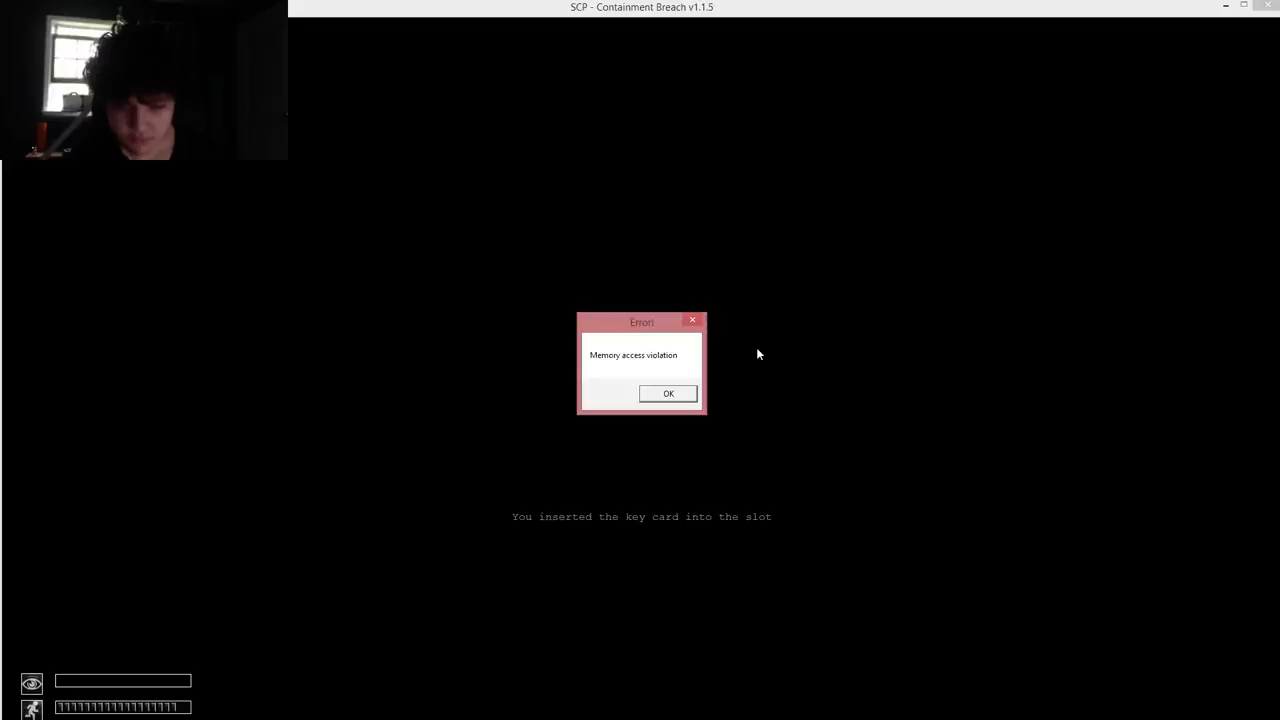 SCP - Containment Breach v1.1.5
Error!
Memory access violation
OK
You inserted the key card into the slot